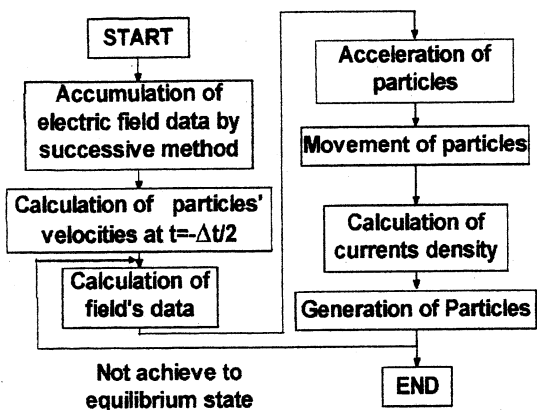 START
Accumulation of
electric field data by
successive method
Calculation of particles'
velocities at t=-Δt/2
Calculation of
field's data
Not achieve to
equilibrium state
Acceleration of
particles
Movement of particles
Calculation of
currents density
Generation of Particles
END